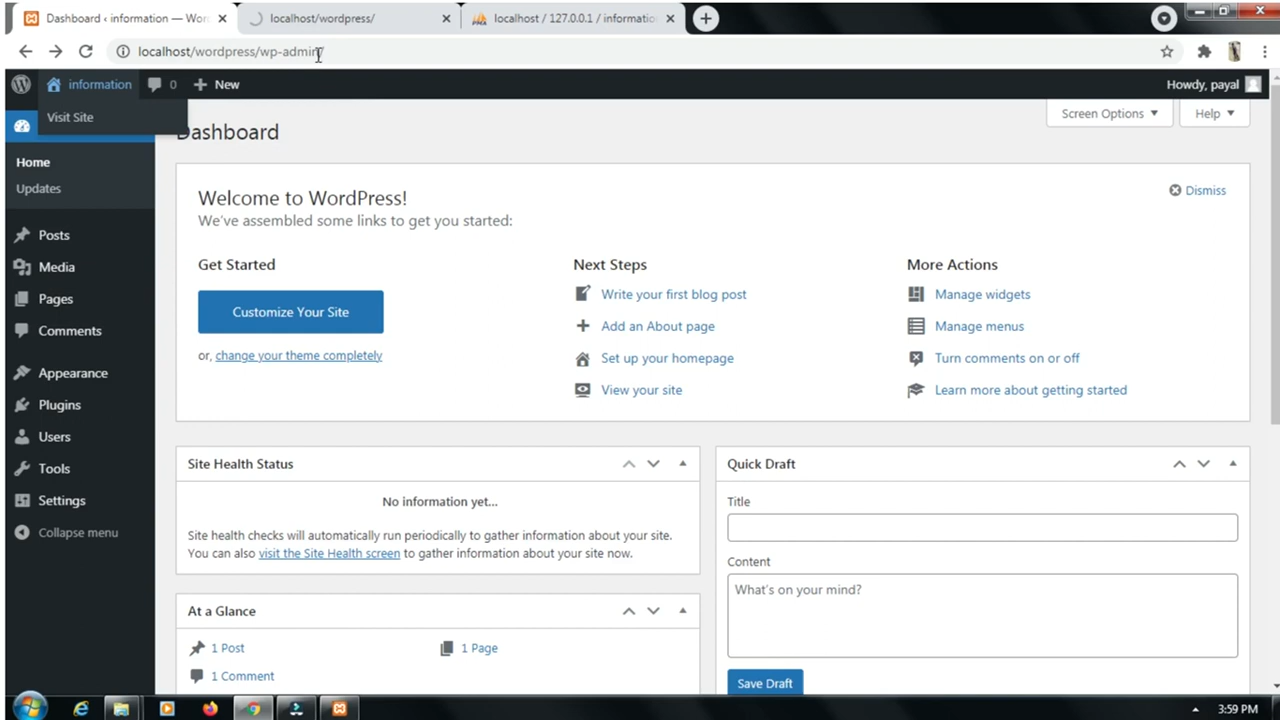 Dashboard ‹ information — Wor
localhost/wordpress/
localhost / 127.0.0.1 / informatio
localhost/wordpress/wp-admin/
information
0
New
Howdy, payal
Visit Site
Screen Options
Help
Dashboard
Home
Updates
Posts
Media
Pages
Comments
Appearance
Plugins
Users
Tools
Settings
Collapse menu
Welcome to WordPress!
Dismiss
We've assembled some links to get you started:
Get Started
Customize Your Site
or, change your theme completely
Next Steps
Write your first blog post
Add an About page
Set up your homepage
View your site
More Actions
Manage widgets
Manage menus
Turn comments on or off
Learn more about getting started
Site Health Status
No information yet...
Site health checks will automatically run periodically to gather information about your site.
You can also visit the Site Health screen to gather information about your site now.
At a Glance
1 Post
1 Page
1 Comment
Quick Draft
Title
Content
What's on your mind?
Save Draft
3:59 PM